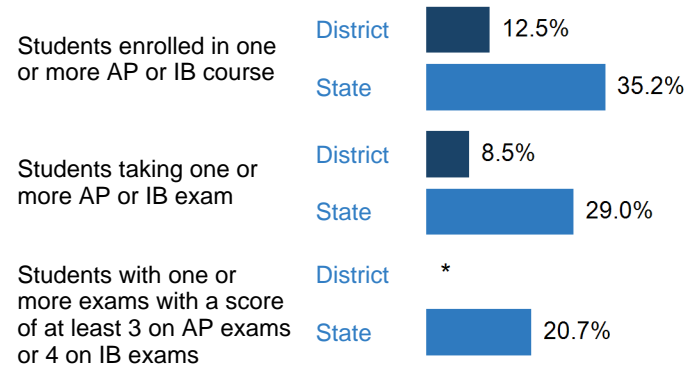 Students enrolled in one
or more AP or IB course
District
12.5%
State
35.2%
Students taking one or
more AP or IB exam
District
8.5%
State
29.0%
Students with one or
more exams with a score
of at least 3 on AP exams
or 4 on IB exams
District
*
State
20.7%